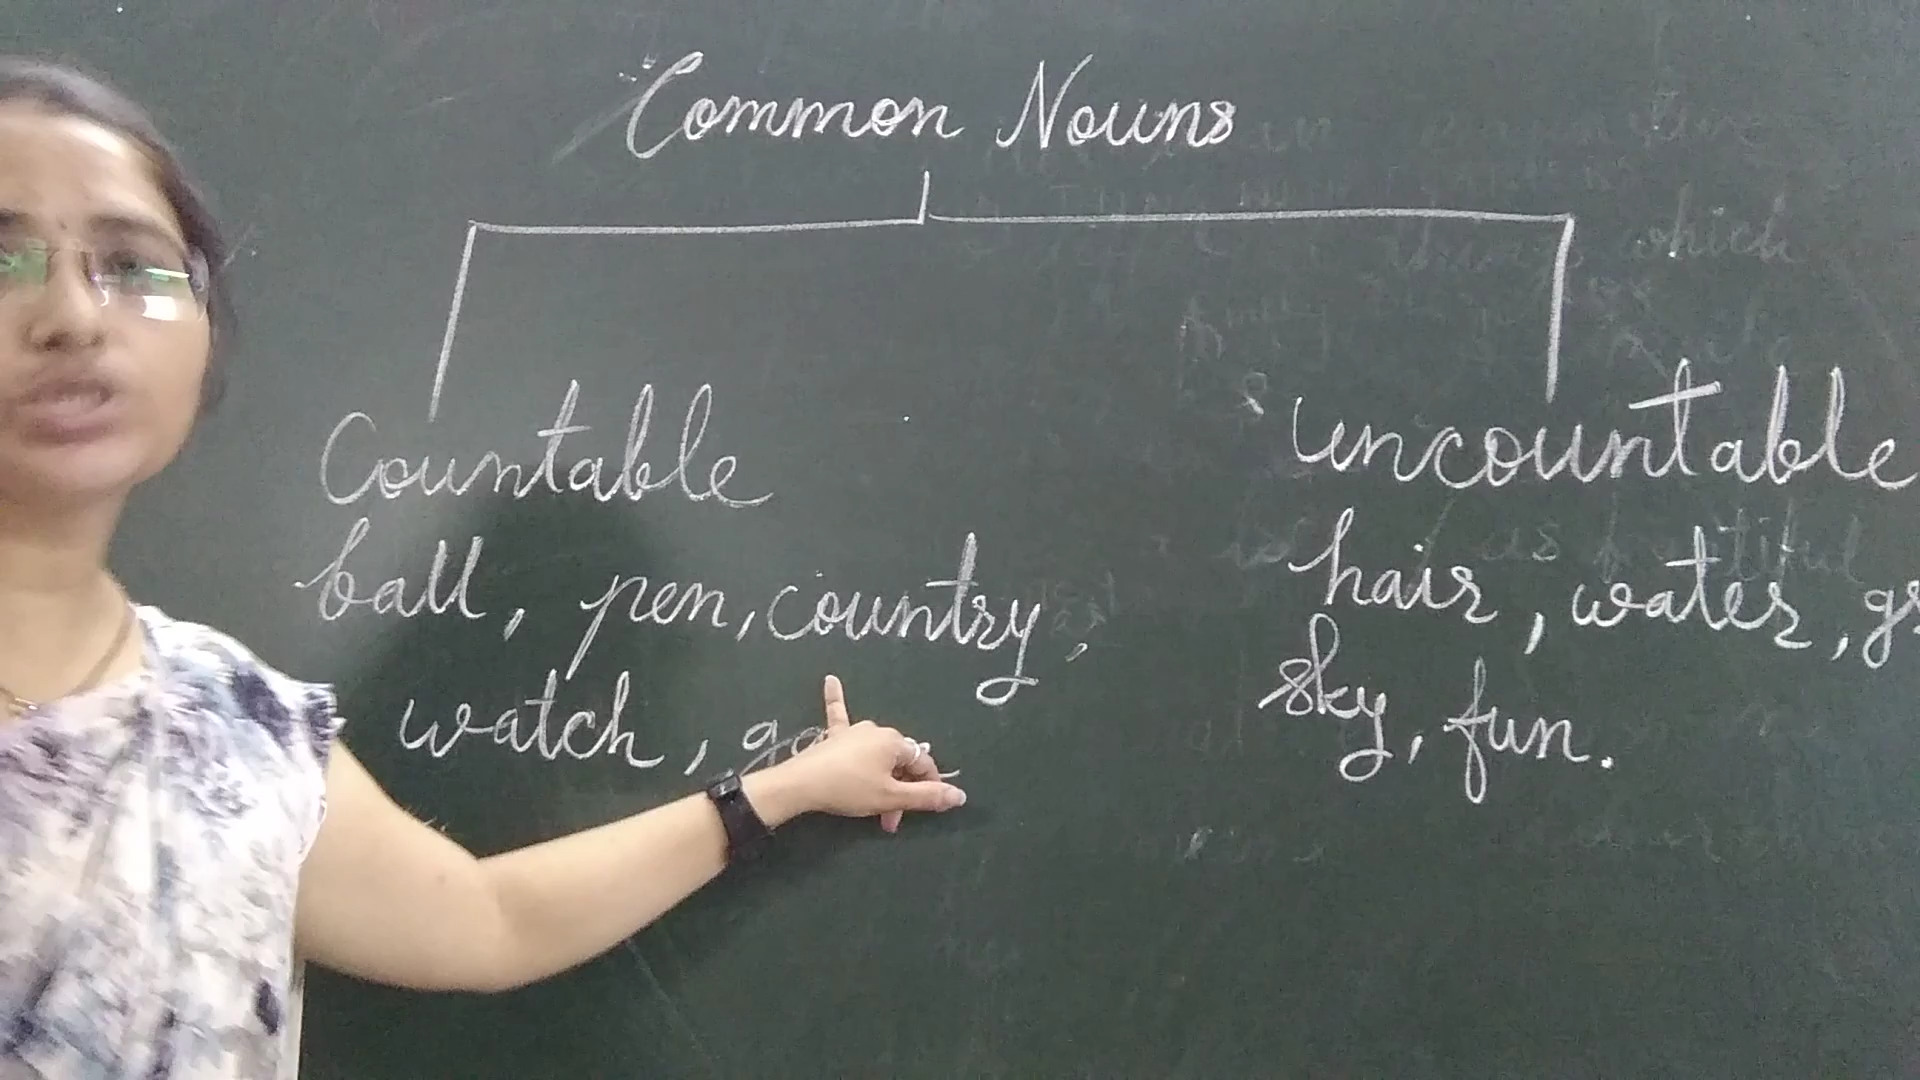 Common Nouns
Countable
uncountable
ball, pen, country,
hair, water,
watch,
sky, fun.